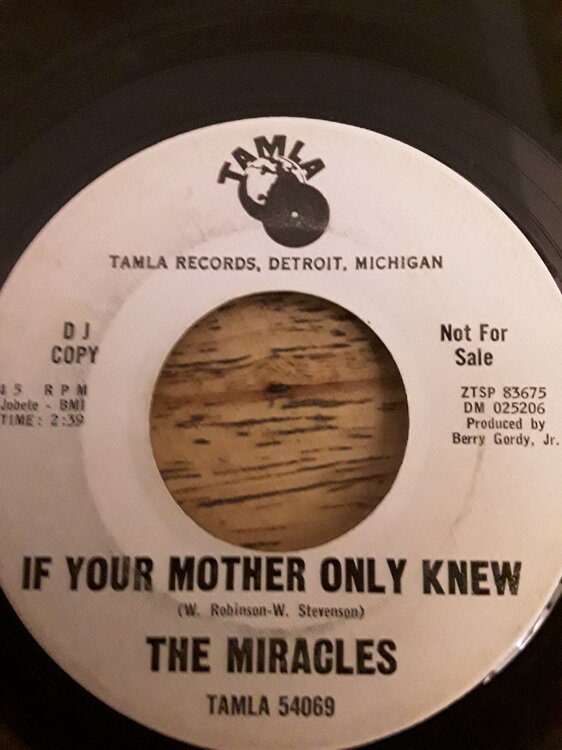 TAMLA
TAMLA RECORDS, DETROIT, MICHIGAN
D J
COPY
45 RPM
Jobete - BMI
TIME: 2:39
Not For
Sale
ZTSP 83675
DM 025206
Produced by
Berry Gordy, Jr.
IF YOUR MOTHER ONLY KNEW
(W. Robinson-W. Stevenson)
THE MIRACLES
TAMLA 54069